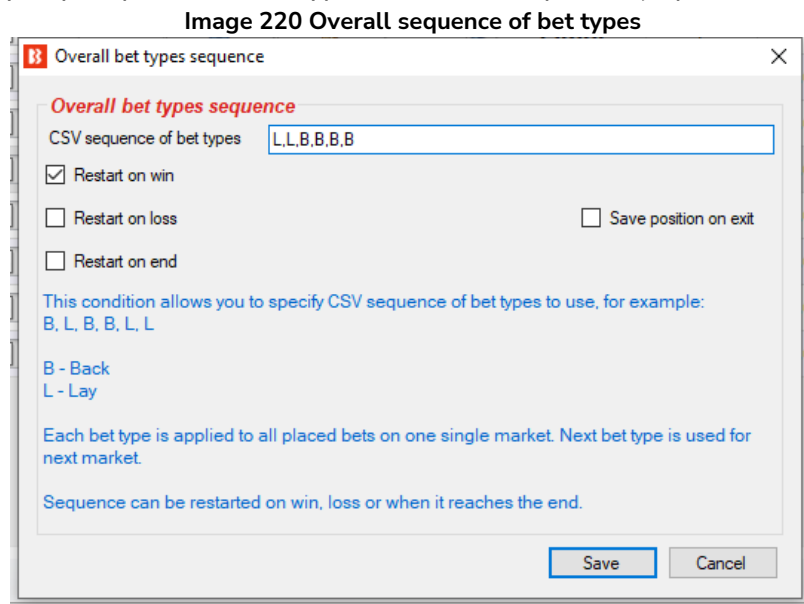 Image 220 Overall sequence of bet types
Overall bet types sequence
Overall bet types sequence
CSV sequence of bet types L,L,B,B,B,B
Restart on win
Restart on loss Save position on exit
Restart on end
This condition allows you to specify CSV sequence of bet types to use, for example:
B, L, B, B, L, L
B - Back
L - Lay
Each bet type is applied to all placed bets on one single market. Next bet type is used for
next market.
Sequence can be restarted on win, loss or when it reaches the end.
Save Cancel